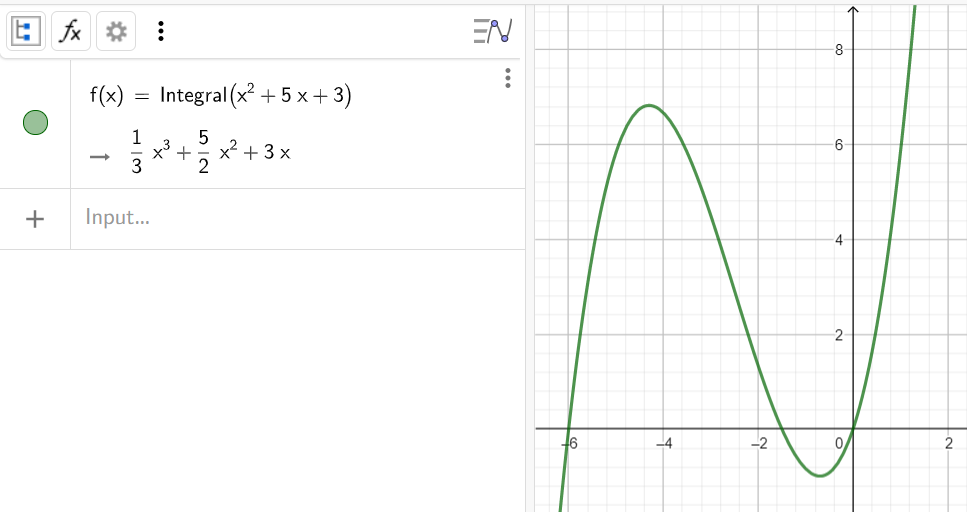 fx
f(x) = Integral(x² + 5 x + 3)
→ 1/3 x³ + 5/2 x² + 3 x
+ Input...
8
6
4
2
–6 –4 –2 0 2